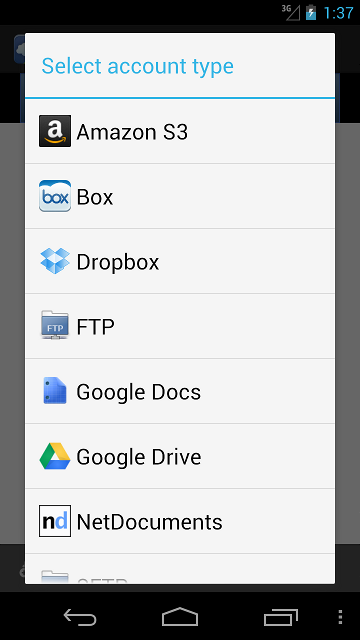 3G
1:37
Select account type
a
Amazon S3
box
Box
Dropbox
FTP
FTP
Google Docs
Google Drive
nd
NetDocuments